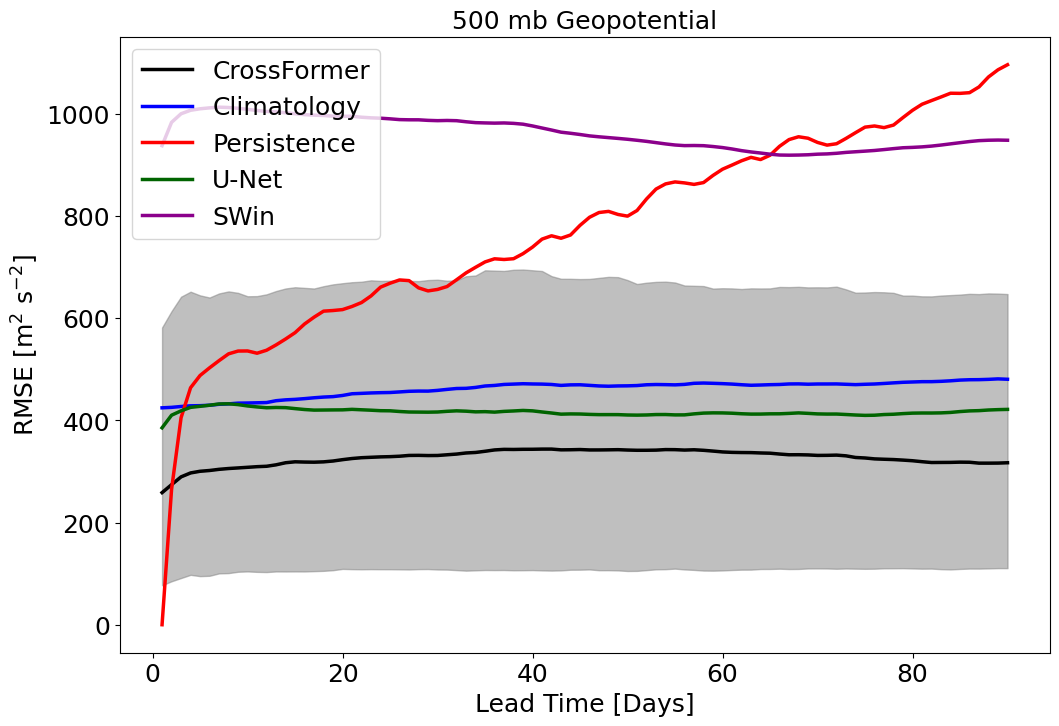 500 mb Geopotential
CrossFormer
Climatology
Persistence
U-Net
SWin
RMSE [m² s⁻²]
1000
800
600
400
200
0
0 20 40 60 80
Lead Time [Days]